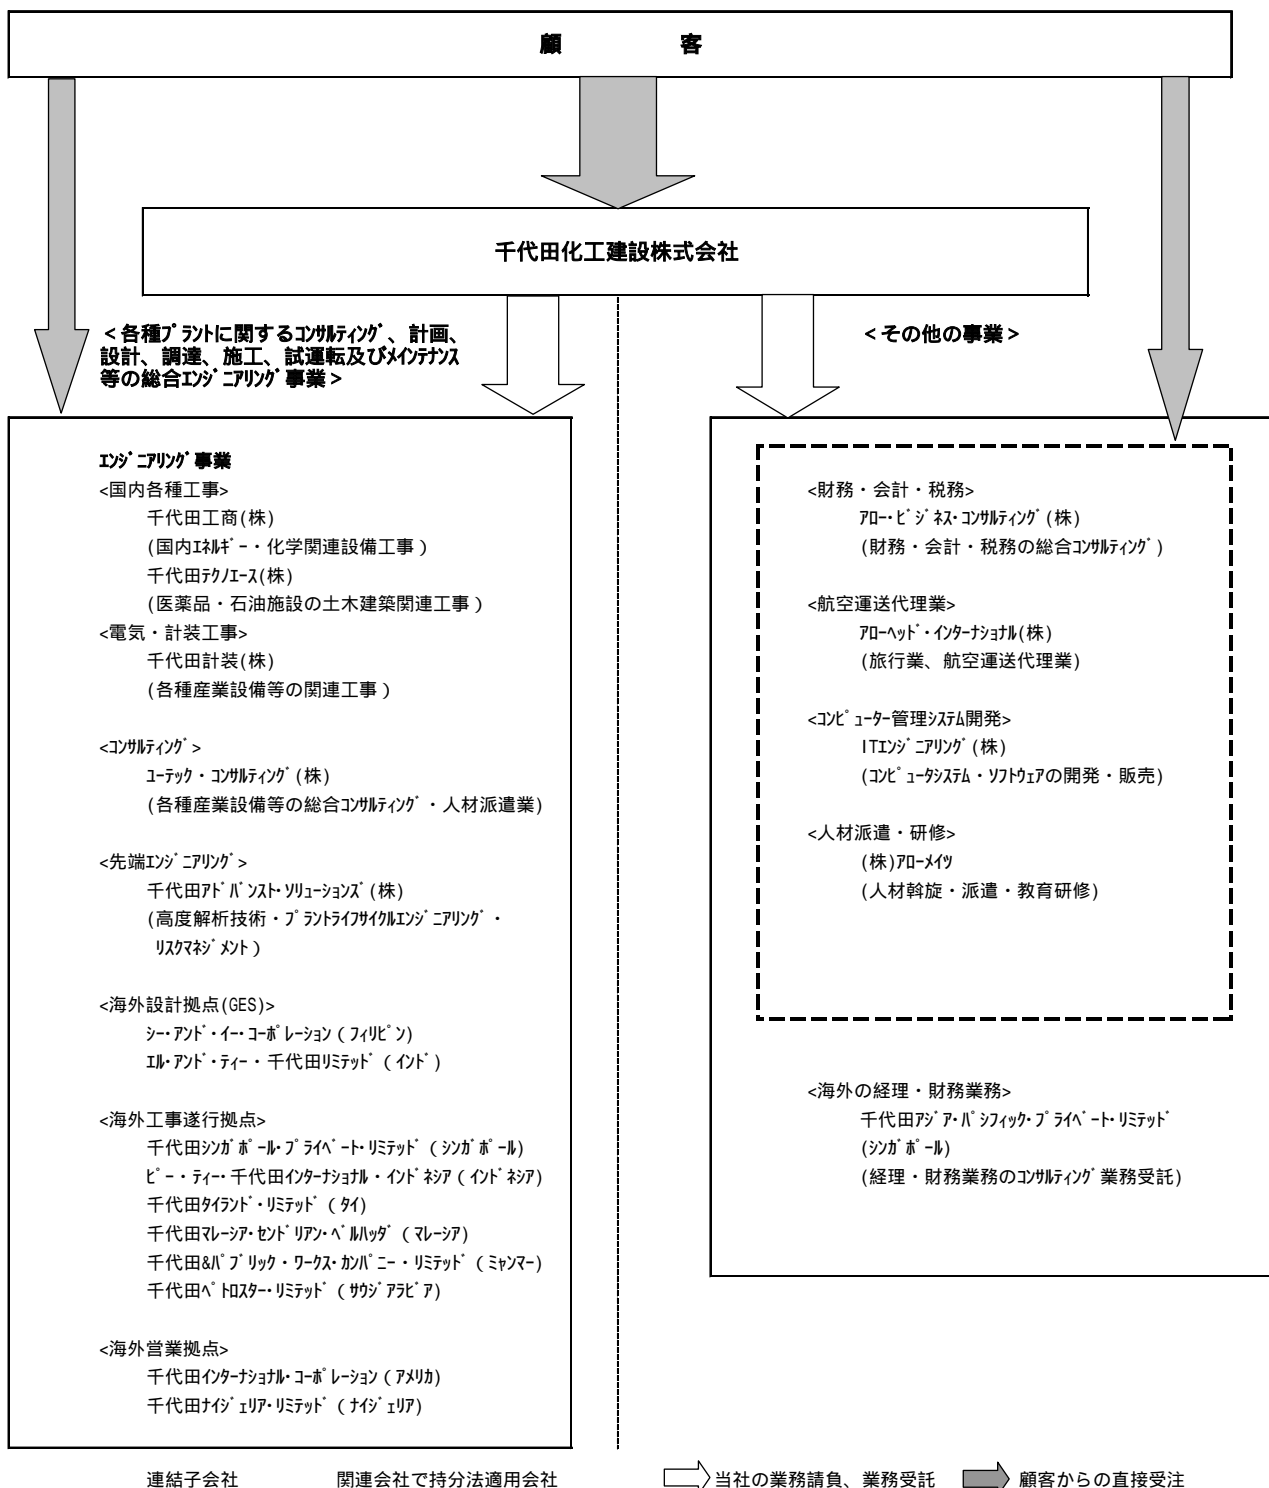 顧　　　　客
千代田化工建設株式会社
<各種ﾌﾟﾗﾝﾄに関するｺﾝｻﾙﾃｨﾝｸﾞ、計画、
設計、調達、施工、試運転及びﾒｲﾝﾃﾅﾝｽ
等の総合ｴﾝｼﾞﾆｱﾘﾝｸﾞ事業>
<その他の事業>
ｴﾝｼﾞﾆｱﾘﾝｸﾞ事業
<国内各種工事>
千代田工商(株)
(国内ｴﾈﾙｷﾞｰ・化学関連設備工事)
千代田ﾃｸﾉｴｰｽ(株)
(医薬品・石油施設の土木建築関連工事)
<電気・計装工事>
千代田計装(株)
(各種産業設備等の関連工事)
<ｺﾝｻﾙﾃｨﾝｸﾞ>
ﾕｰﾃｯｸ・ｺﾝｻﾙﾃｨﾝｸﾞ(株)
(各種産業設備等の総合ｺﾝｻﾙﾃｨﾝｸﾞ・人材派遣業)
<先端ｴﾝｼﾞﾆｱﾘﾝｸﾞ>
千代田ｱﾄﾞﾊﾞﾝｽﾄ･ｿﾘｭｰｼｮﾝｽﾞ(株)
(高度解析技術・ﾌﾟﾗﾝﾄﾗｲﾌｻｲｸﾙｴﾝｼﾞﾆｱﾘﾝｸﾞ・
ﾘｽｸﾏﾈｼﾞﾒﾝﾄ)
<海外設計拠点(GES)>
ｼｰ･ｱﾝﾄﾞ・ｲｰ･ｺｰﾎﾟﾚｰｼｮﾝ(ﾌｨﾘﾋﾟﾝ)
ｴﾙ･ｱﾝﾄﾞ・ﾃｨｰ・千代田ﾘﾐﾃｯﾄﾞ(ｲﾝﾄﾞ)
<海外工事遂行拠点>
千代田ｼﾝｶﾞﾎﾟｰﾙ･ﾌﾟﾗｲﾍﾞｰﾄ･ﾘﾐﾃｯﾄﾞ(ｼﾝｶﾞﾎﾟｰﾙ)
ﾋﾟｰ・ﾃｨｰ･千代田ｲﾝﾀｰﾅｼｮﾅﾙ・ｲﾝﾄﾞﾈｼｱ(ｲﾝﾄﾞﾈｼｱ)
千代田ﾀｲﾗﾝﾄﾞ・ﾘﾐﾃｯﾄﾞ(ﾀｲ)
千代田ﾏﾚｰｼｱ･ｾﾝﾄﾞﾘｱﾝ･ﾍﾞﾙﾊｯﾀﾞ(ﾏﾚｰｼｱ)
千代田&ﾊﾟﾌﾞﾘｯｸ・ﾜｰｸｽ･ｶﾝﾊﾟﾆｰ・ﾘﾐﾃｯﾄﾞ(ﾐｬﾝﾏｰ)
千代田ﾍﾟﾄﾛｽﾀｰ･ﾘﾐﾃｯﾄﾞ(ｻｳｼﾞｱﾗﾋﾞｱ)
<海外営業拠点>
千代田ｲﾝﾀｰﾅｼｮﾅﾙ･ｺｰﾎﾟﾚｰｼｮﾝ(ｱﾒﾘｶ)
千代田ﾅｲｼﾞｪﾘｱ･ﾘﾐﾃｯﾄﾞ(ﾅｲｼﾞｪﾘｱ)
<財務・会計・税務>
ｱﾛｰ･ﾋﾞｼﾞﾈｽ･ｺﾝｻﾙﾃｨﾝｸﾞ(株)
(財務・会計・税務の総合ｺﾝｻﾙﾃｨﾝｸﾞ)
<航空運送代理業>
ｱﾛｰﾍｯﾄﾞ･ｲﾝﾀｰﾅｼｮﾅﾙ(株)
(旅行業、航空運送代理業)
<ｺﾝﾋﾟｭｰﾀｰ管理ｼｽﾃﾑ開発>
ITｴﾝｼﾞﾆｱﾘﾝｸﾞ(株)
(ｺﾝﾋﾟｭｰﾀｼｽﾃﾑ・ｿﾌﾄｳｪｱの開発・販売)
<人材派遣・研修>
(株)ｱﾛｰﾒｲﾂ
(人材斡旋・派遣・教育研修)
<海外の経理・財務業務>
千代田ｱｼﾞｱ･ﾊﾟｼﾌｨｯｸ･ﾌﾟﾗｲﾍﾞｰﾄ･ﾘﾐﾃｯﾄﾞ
(ｼﾝｶﾞﾎﾟｰﾙ)
(経理・財務業務のｺﾝｻﾙﾃｨﾝｸﾞ業務受託)
連結子会社　　関連会社で持分法適用会社　　当社の業務請負、業務受託　　顧客からの直接受注